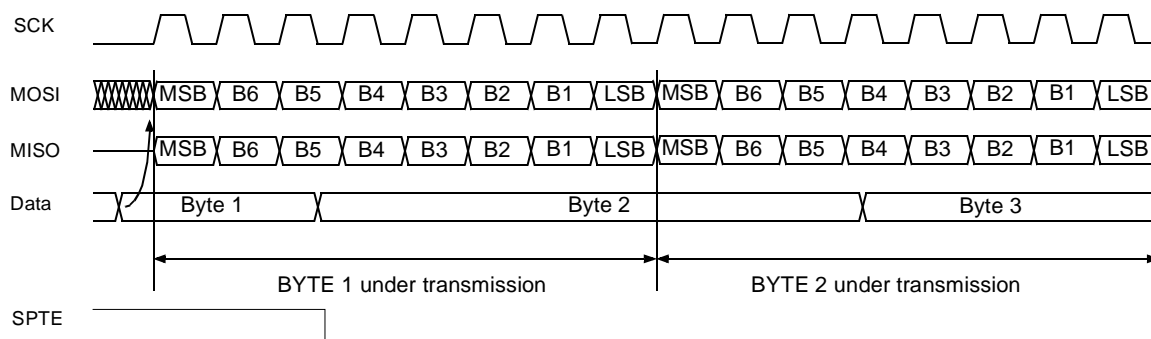 SCK
MOSI MSB B6 B5 B4 B3 B2 B1 LSB MSB B6 B5 B4 B3 B2 B1 LSB
MISO MSB B6 B5 B4 B3 B2 B1 LSB MSB B6 B5 B4 B3 B2 B1 LSB
Data Byte 1 Byte 2 Byte 3
BYTE 1 under transmission BYTE 2 under transmission
SPTE